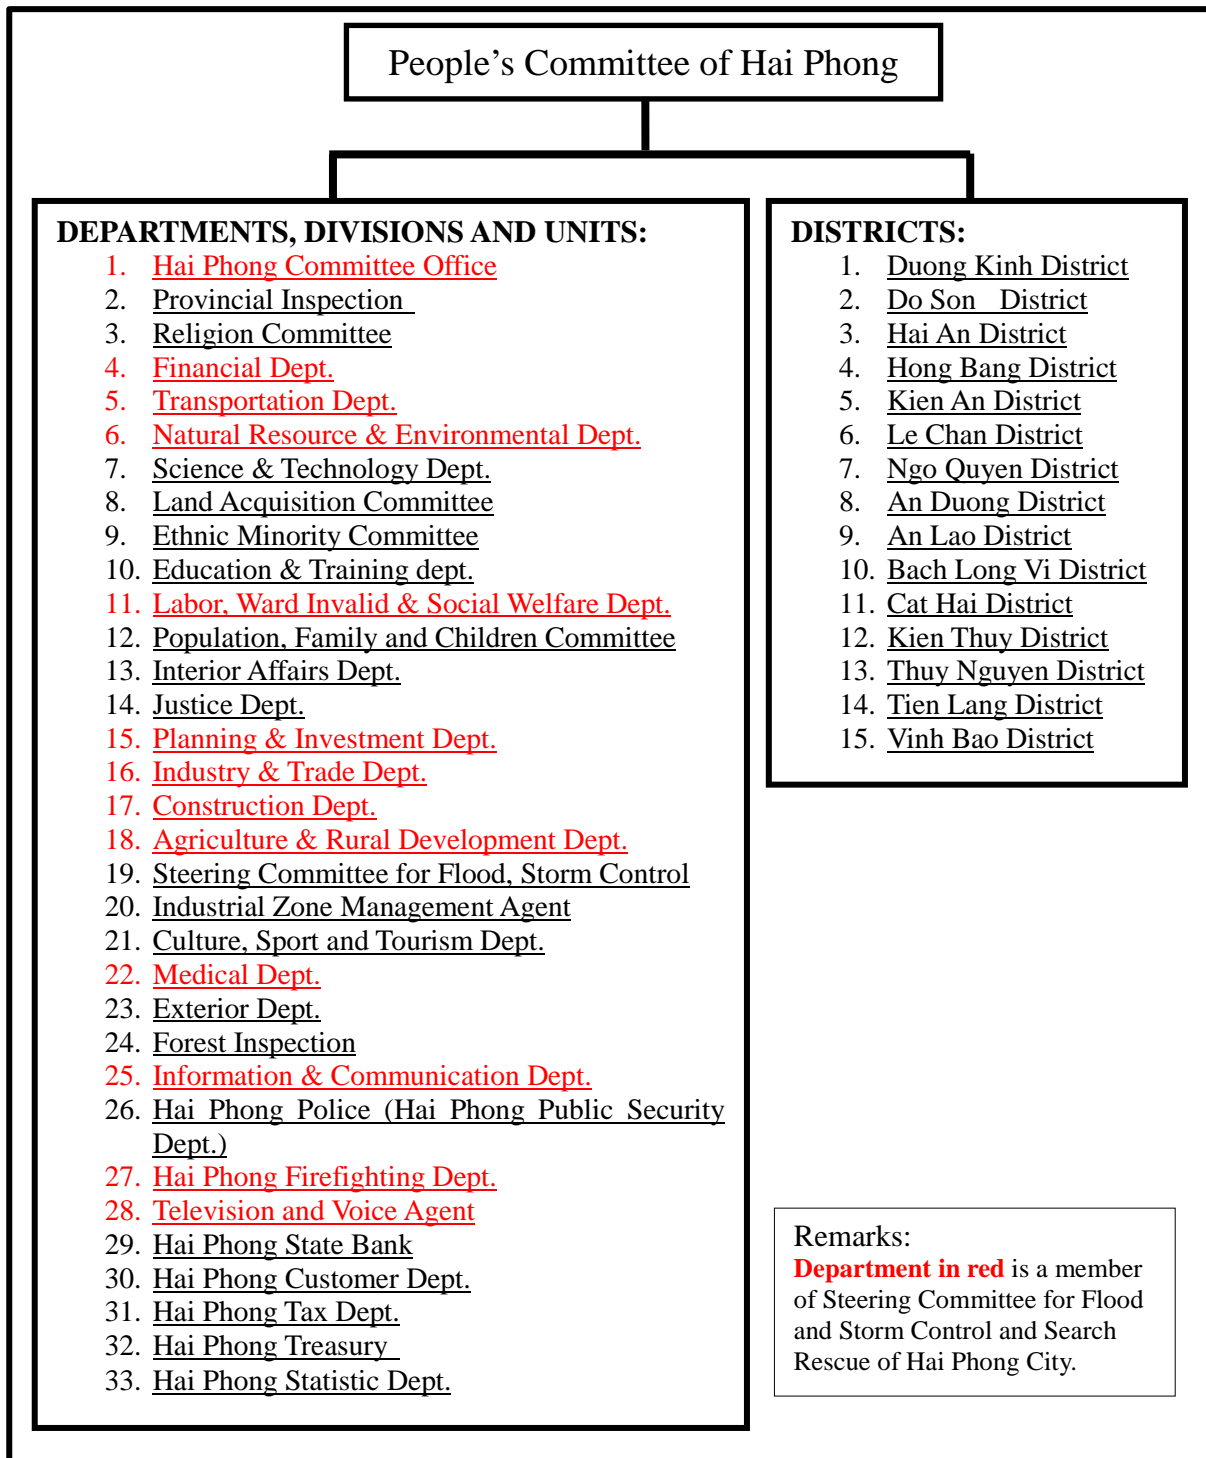 People's Committee of Hai Phong
DEPARTMENTS, DIVISIONS AND UNITS:
1. Hai Phong Committee Office
2. Provincial Inspection
3. Religion Committee
4. Financial Dept.
5. Transportation Dept.
6. Natural Resource & Environmental Dept.
7. Science & Technology Dept.
8. Land Acquisition Committee
9. Ethnic Minority Committee
10. Education & Training dept.
11. Labor, Ward Invalid & Social Welfare Dept.
12. Population, Family and Children Committee
13. Interior Affairs Dept.
14. Justice Dept.
15. Planning & Investment Dept.
16. Industry & Trade Dept.
17. Construction Dept.
18. Agriculture & Rural Development Dept.
19. Steering Committee for Flood, Storm Control
20. Industrial Zone Management Agent
21. Culture, Sport and Tourism Dept.
22. Medical Dept.
23. Exterior Dept.
24. Forest Inspection
25. Information & Communication Dept.
26. Hai Phong Police (Hai Phong Public Security
Dept.)
27. Hai Phong Firefighting Dept.
28. Television and Voice Agent
29. Hai Phong State Bank
30. Hai Phong Customer Dept.
31. Hai Phong Tax Dept.
32. Hai Phong Treasury
33. Hai Phong Statistic Dept.
DISTRICTS:
1. Duong Kinh District
2. Do Son District
3. Hai An District
4. Hong Bang District
5. Kien An District
6. Le Chan District
7. Ngo Quyen District
8. An Duong District
9. An Lao District
10. Bach Long Vi District
11. Cat Hai District
12. Kien Thuy District
13. Thuy Nguyen District
14. Tien Lang District
15. Vinh Bao District
Remarks:
Department in red is a member
of Steering Committee for Flood
and Storm Control and Search
Rescue of Hai Phong City.